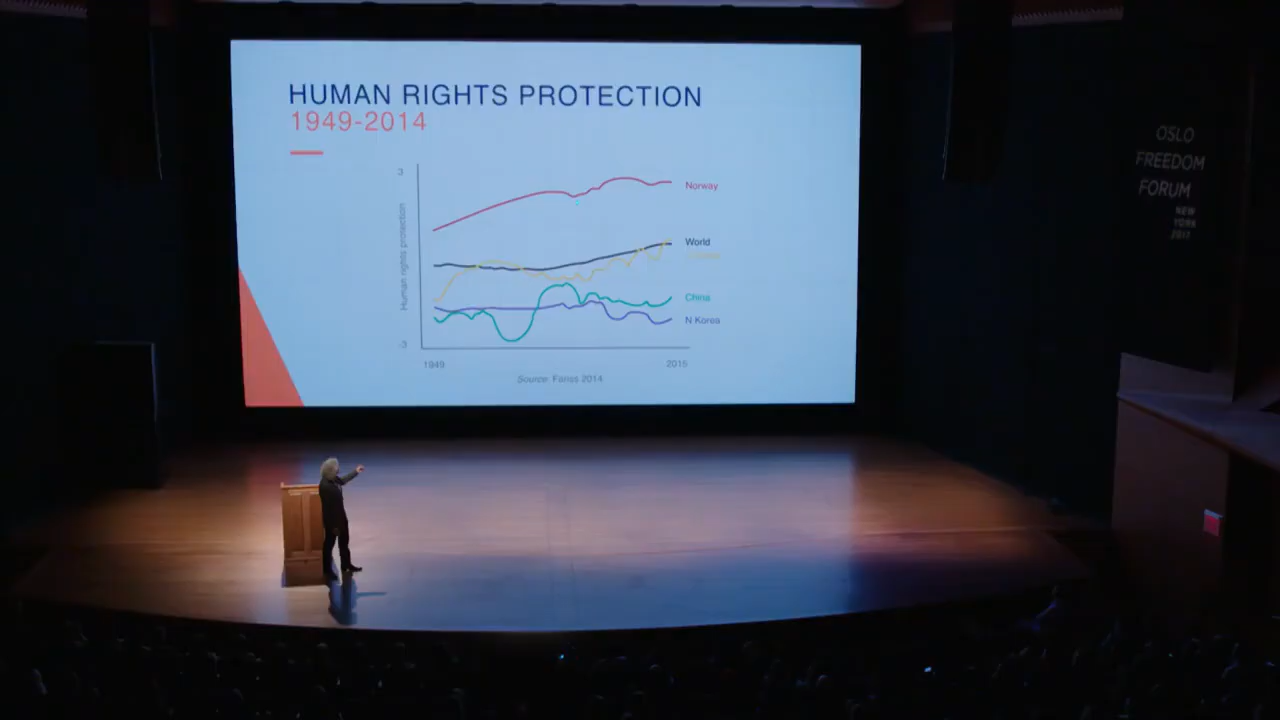 HUMAN RIGHTS PROTECTION
1949-2014
3
Human rights protection
-3
Norway
World
China
N Korea
1949
2015
Source: Fariss 2014
OSLO
FREEDOM
FORUM
NEW
YORK
2017